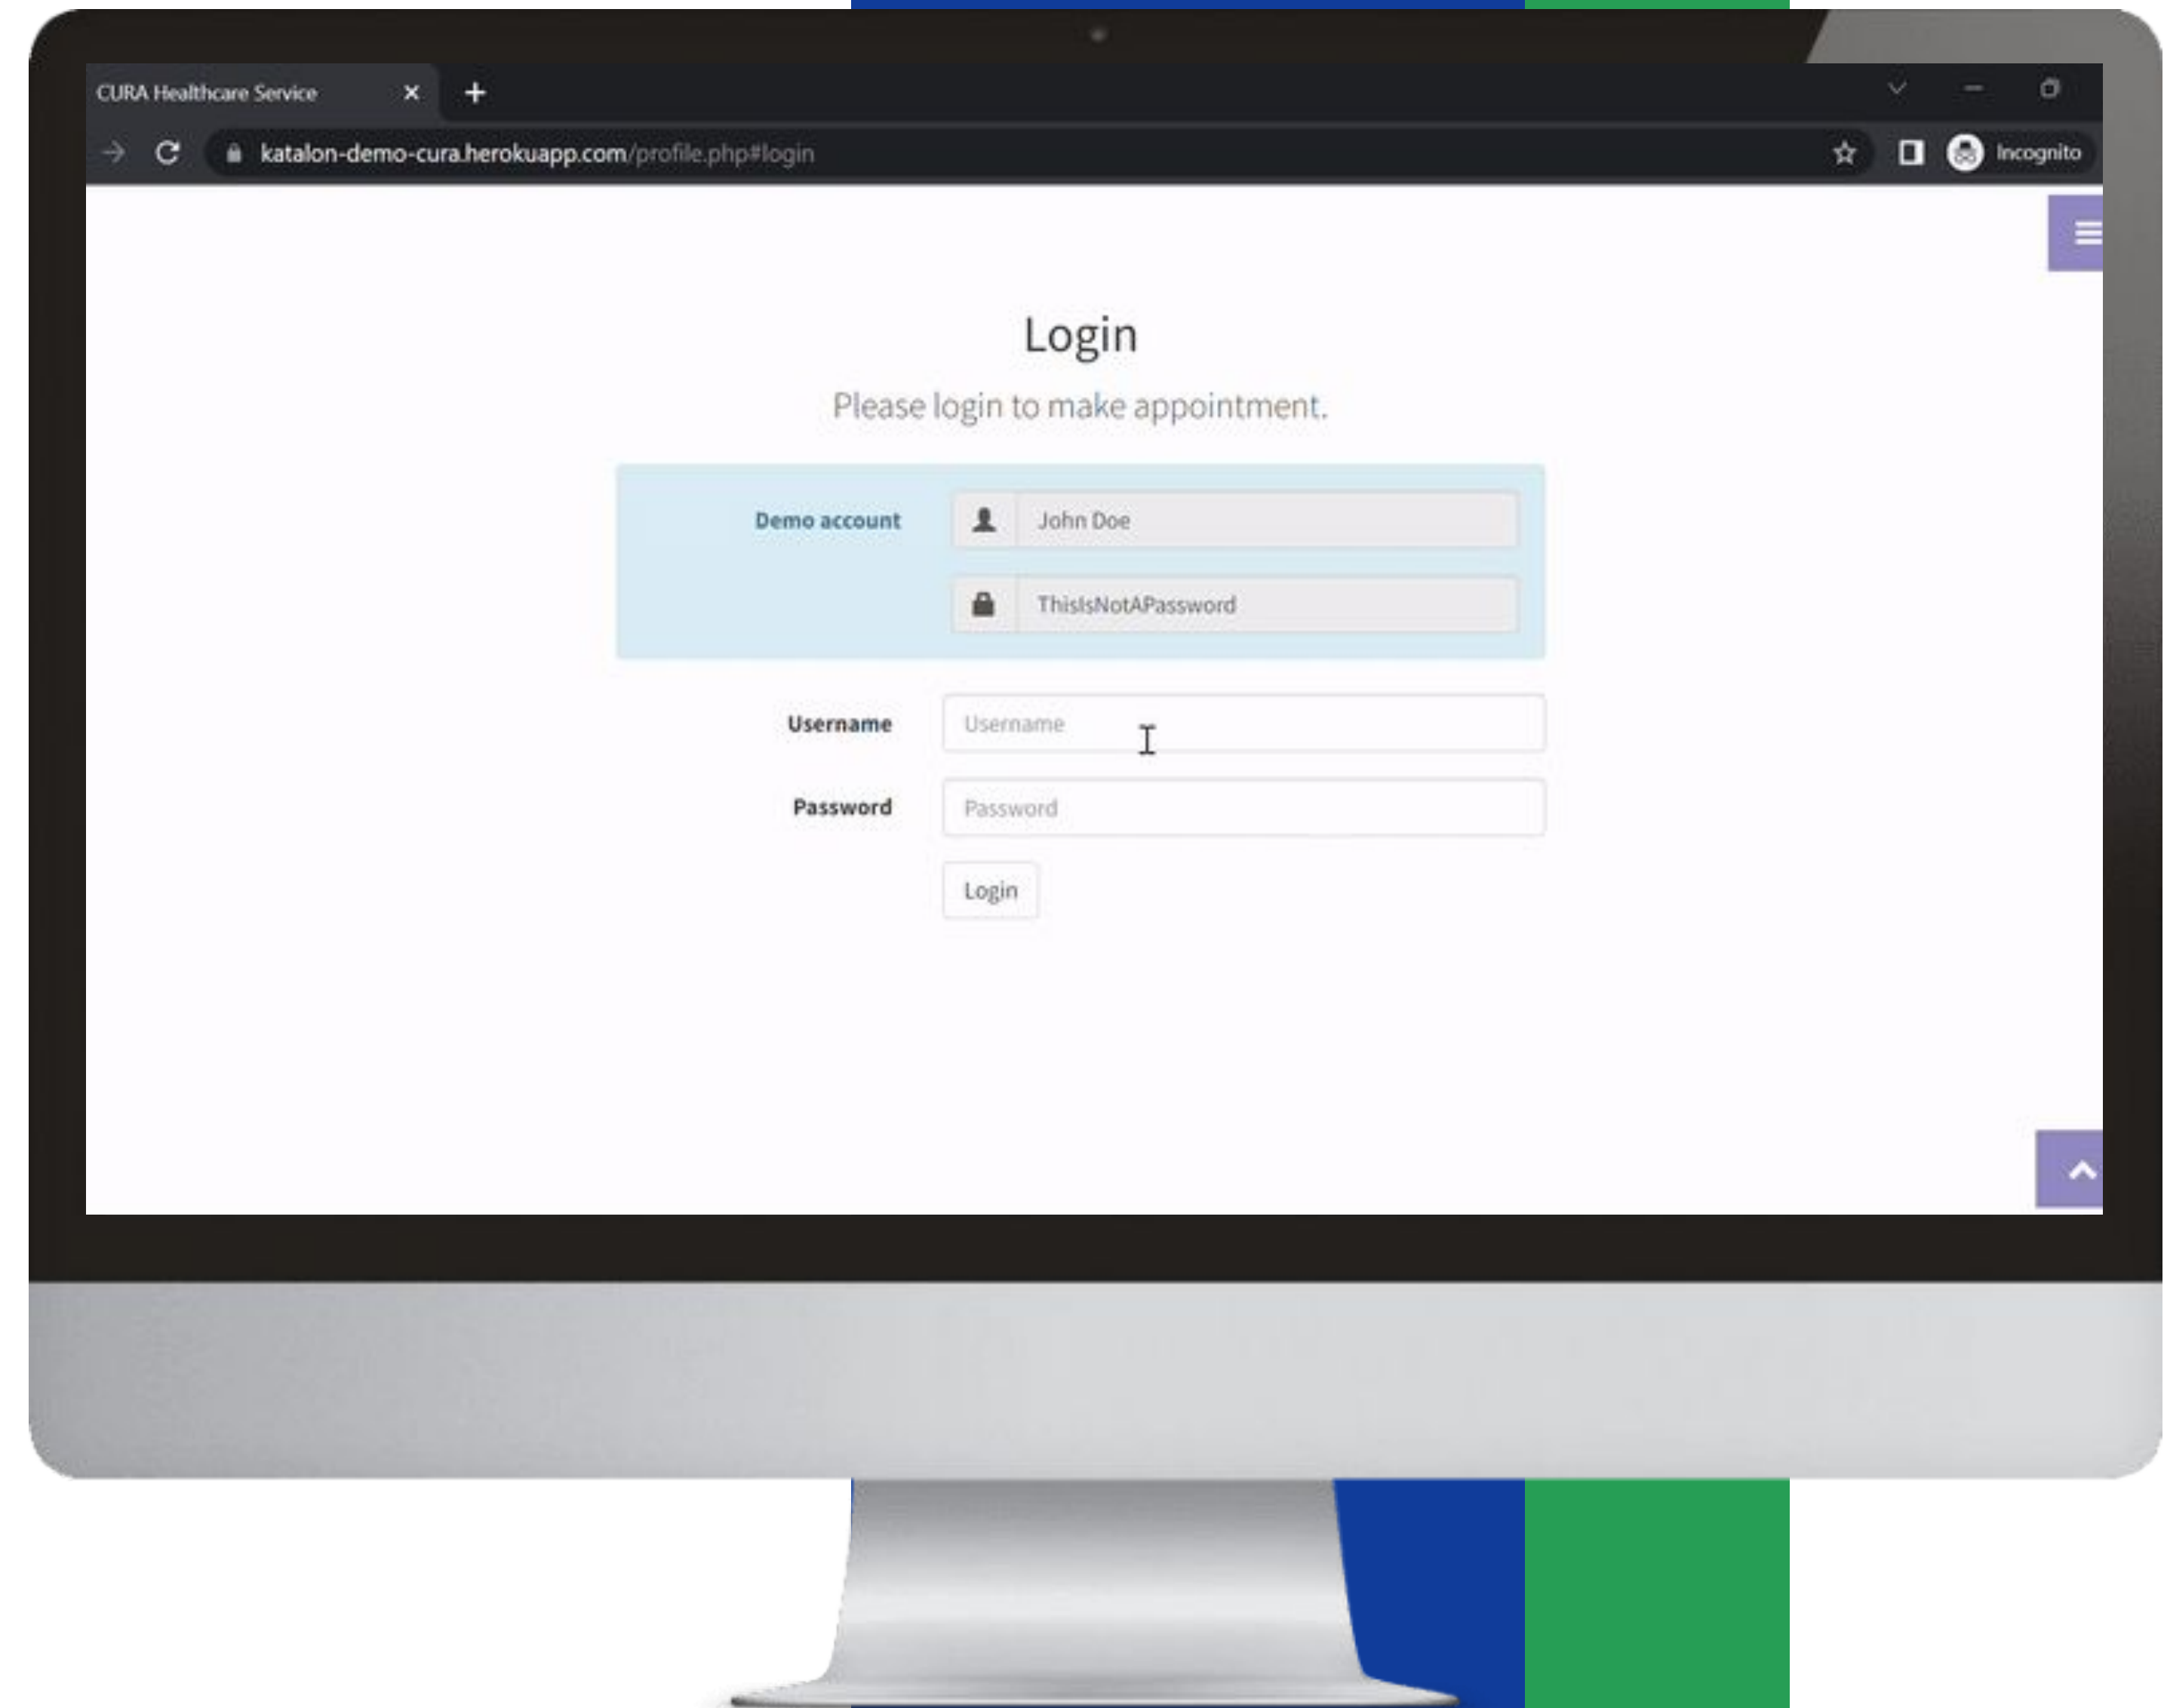 CURA Healthcare Service
katalon-demo-cura.herokuapp.com/profile.php#login
Incognito
Login
Please login to make appointment.
Demo account
John Doe
ThisIsNotAPassword
Username
Username
Password
Password
Login